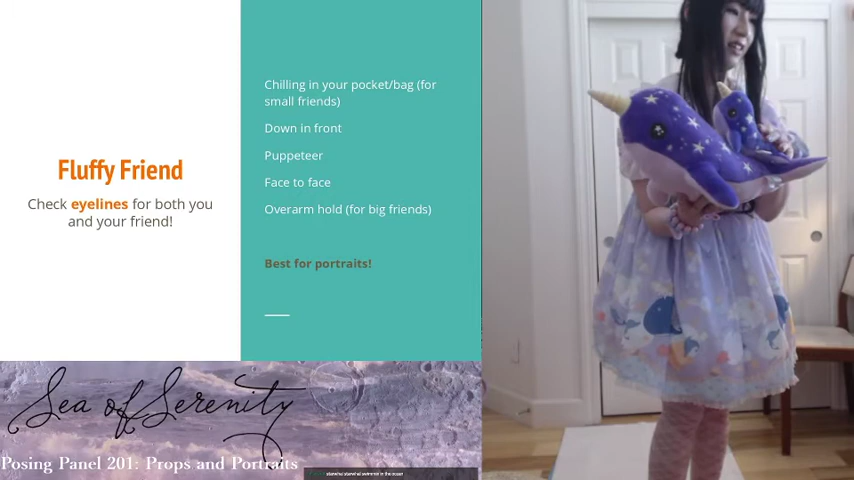 Fluffy Friend
Check eyelines for both you
and your friend!
Chilling in your pocket/bag (for
small friends)
Down in front
Puppeteer
Face to face
Overarm hold (for big friends)
Best for portraits!
Sea of Serenity
Posing Panel 201: Props and Portraits